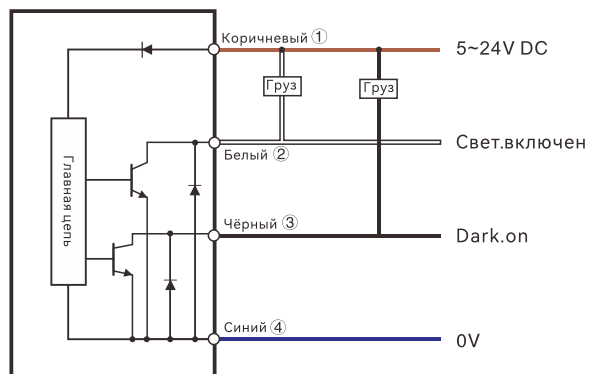 Коричневый ①
5~24V DC
Груз
Груз
Свет.включен
Белый ②
Главная цепь
Чёрный ③
Dark.on
Синий ④
0V